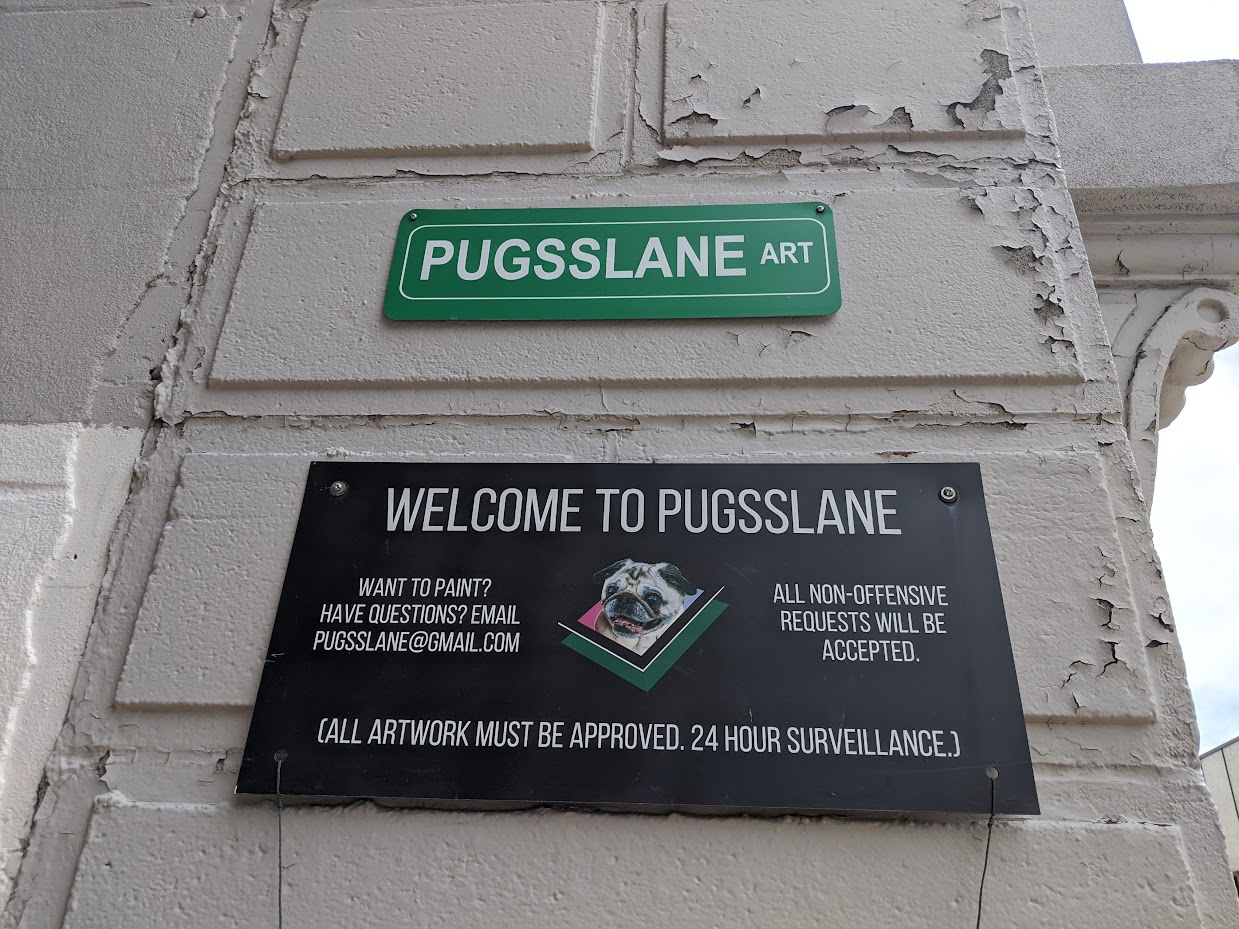 PUGSSLANE ART
WELCOME TO PUGSSLANE
WANT TO PAINT?
HAVE QUESTIONS? EMAIL
PUGSSLANE@GMAIL.COM
ALL NON-OFFENSIVE
REQUESTS WILL BE
ACCEPTED.
(ALL ARTWORK MUST BE APPROVED. 24 HOUR SURVEILLANCE.)